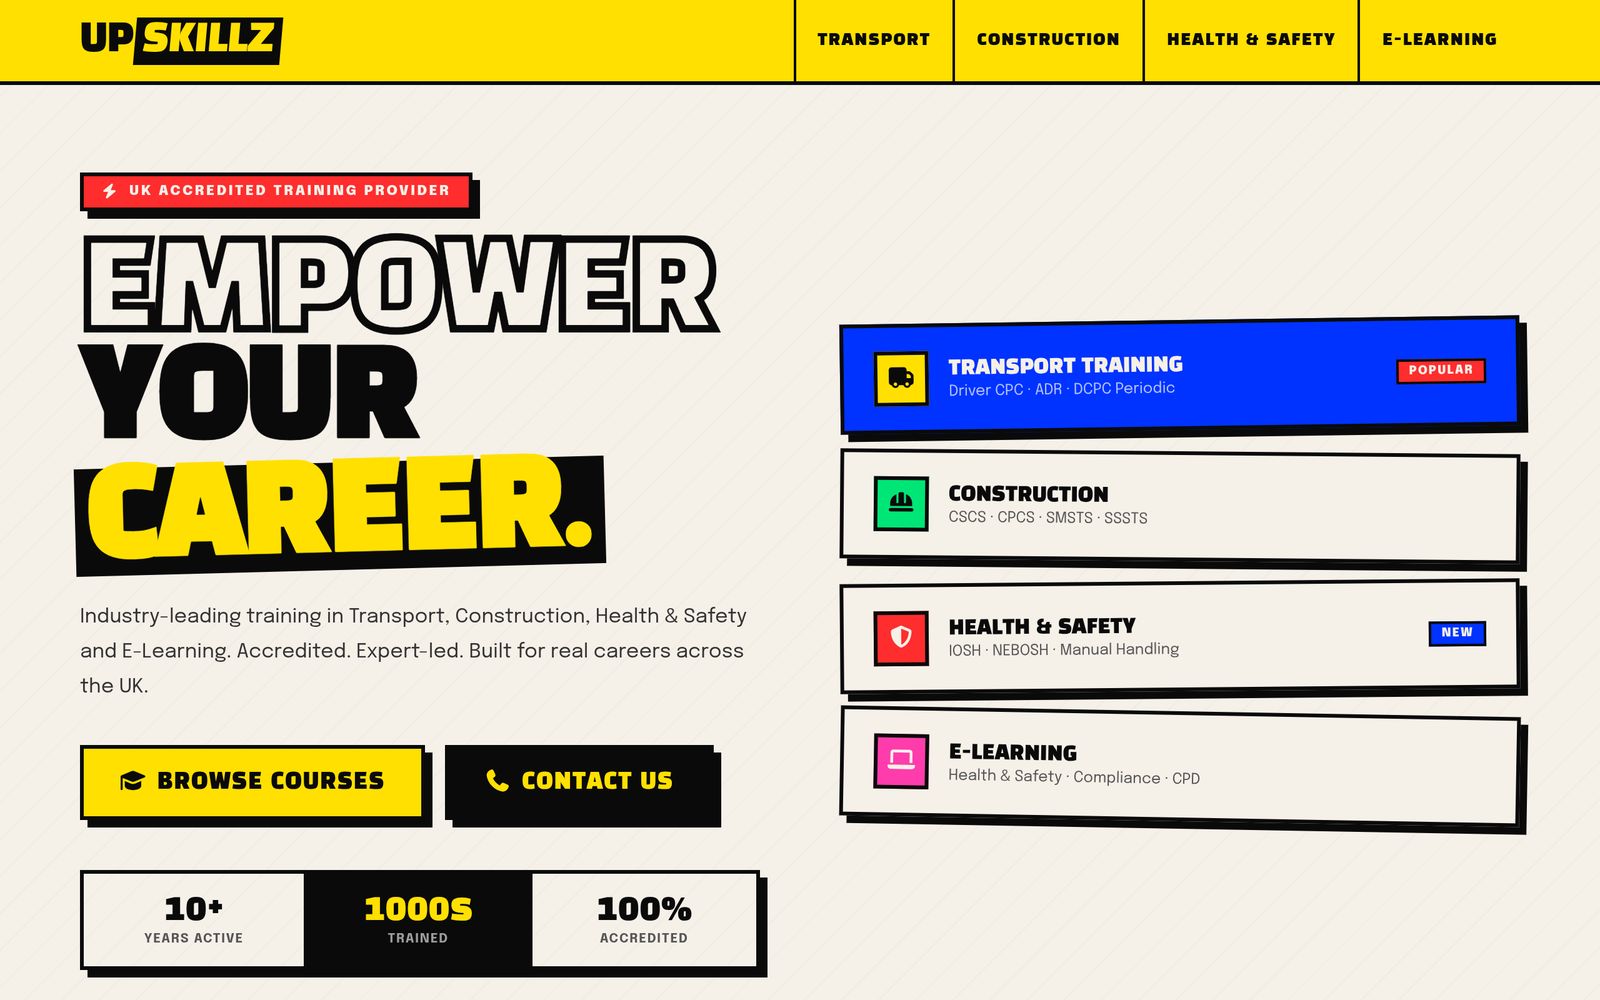 UPSKILLZ
TRANSPORT
CONSTRUCTION
HEALTH & SAFETY
E-LEARNING
UK ACCREDITED TRAINING PROVIDER
EMPOWER
YOUR
CAREER.
Industry-leading training in Transport, Construction, Health & Safety
and E-Learning. Accredited. Expert-led. Built for real careers across
the UK.
BROWSE COURSES
CONTACT US
10+
YEARS ACTIVE
1000S
TRAINED
100%
ACCREDITED
TRANSPORT TRAINING
Driver CPC · ADR · DCPC Periodic
POPULAR
CONSTRUCTION
CSCS · CPCS · SMSTS · SSSTS
HEALTH & SAFETY
IOSH · NEBOSH · Manual Handling
NEW
E-LEARNING
Health & Safety · Compliance · CPD